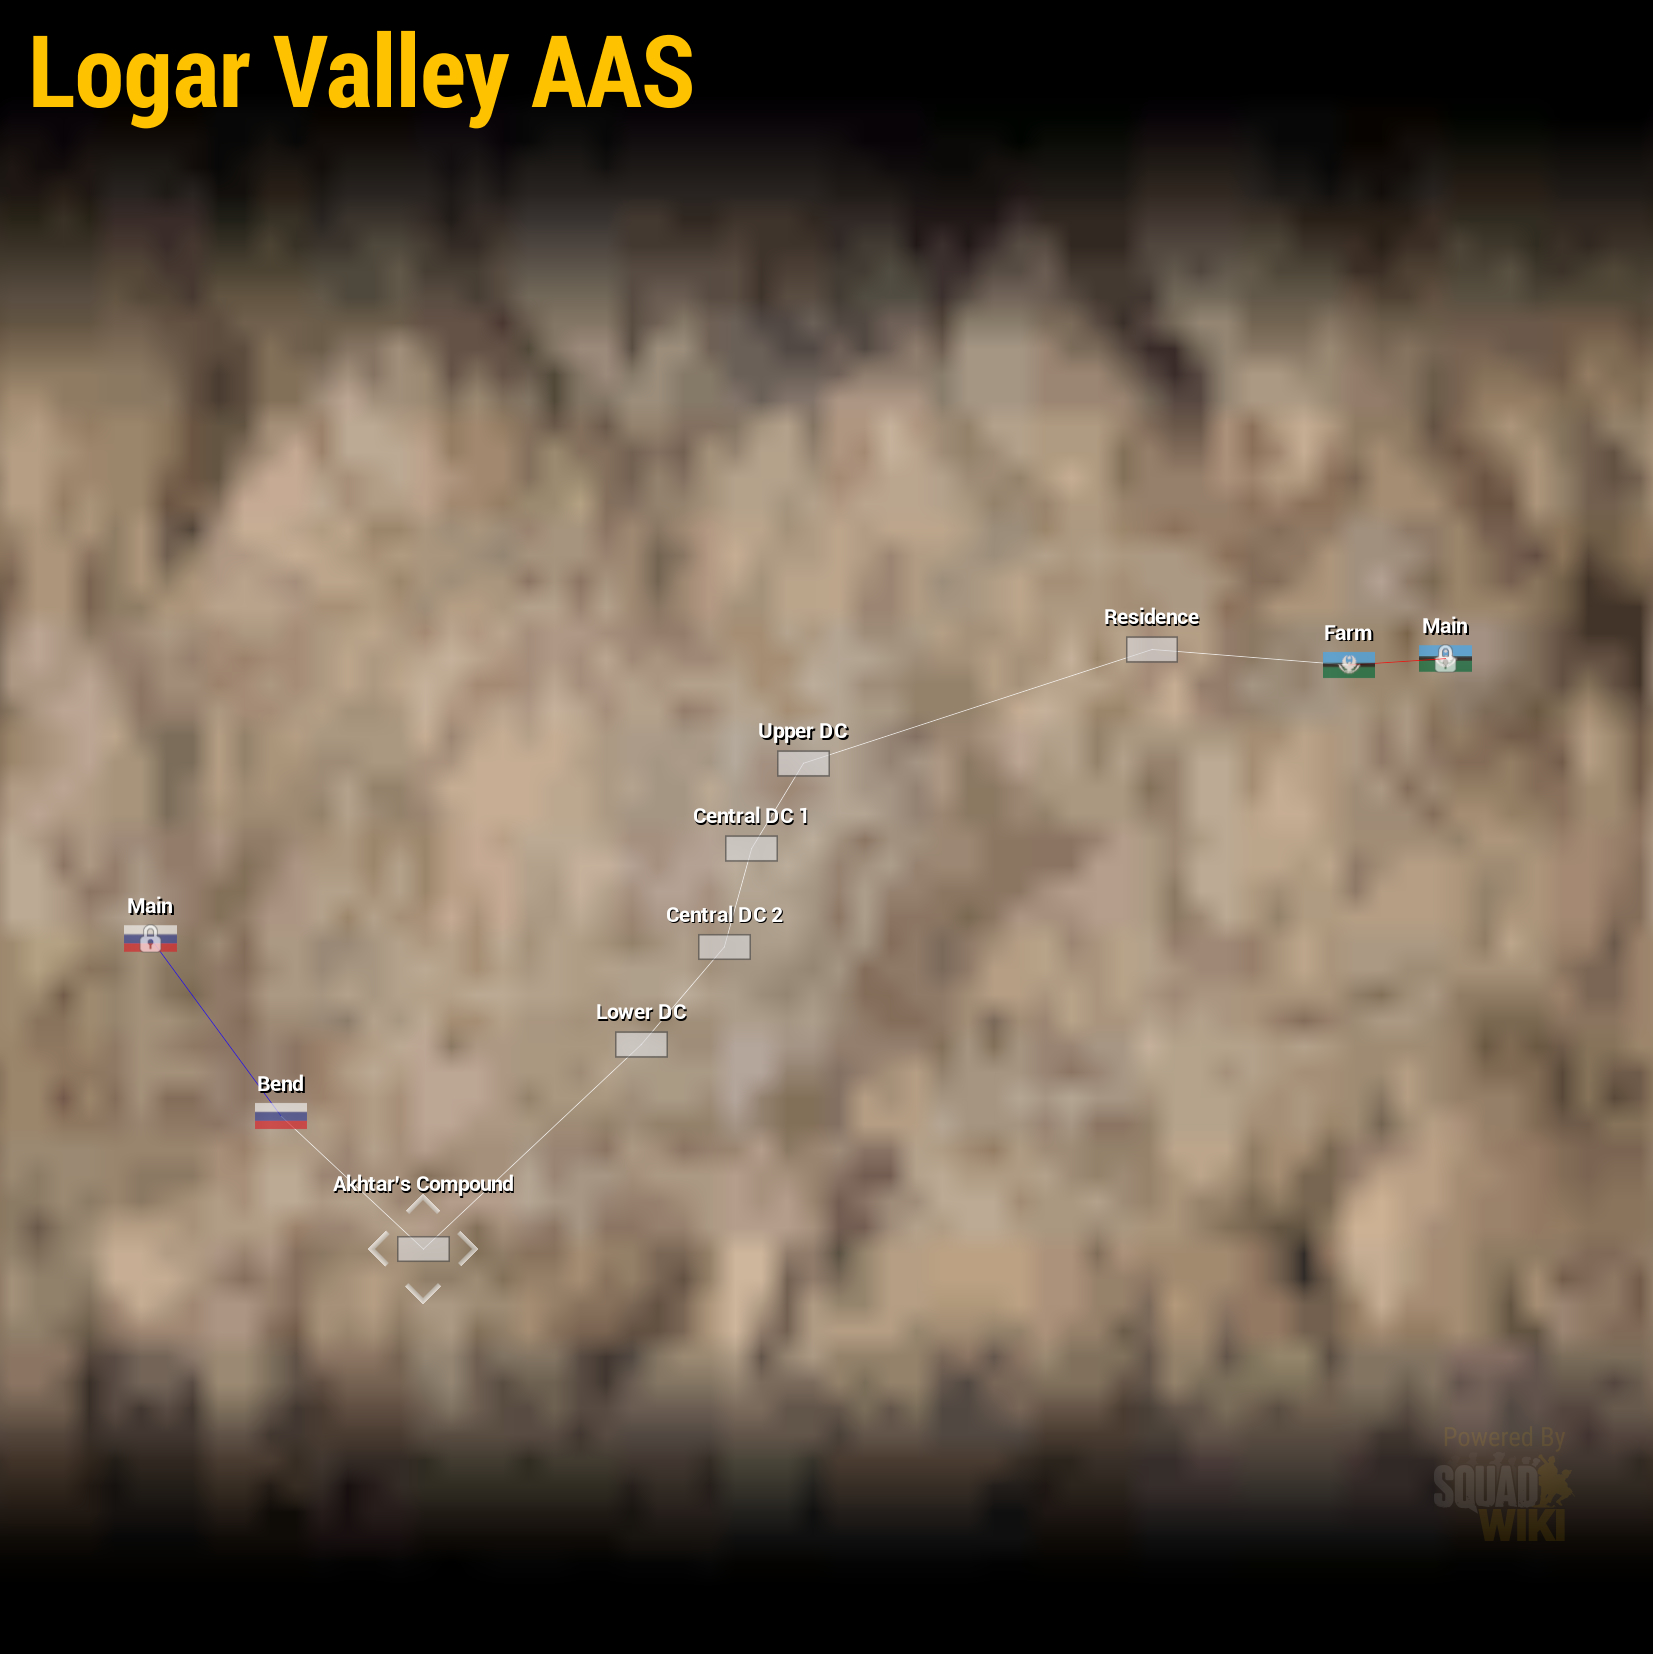 Logar Valley AAS
Residence
Main
Farm
Upper DC
Central DC 1
Main
Central DC 2
Lower DC
Bend
Akhtar's Compound
Powered By
SQUAD
WIKI